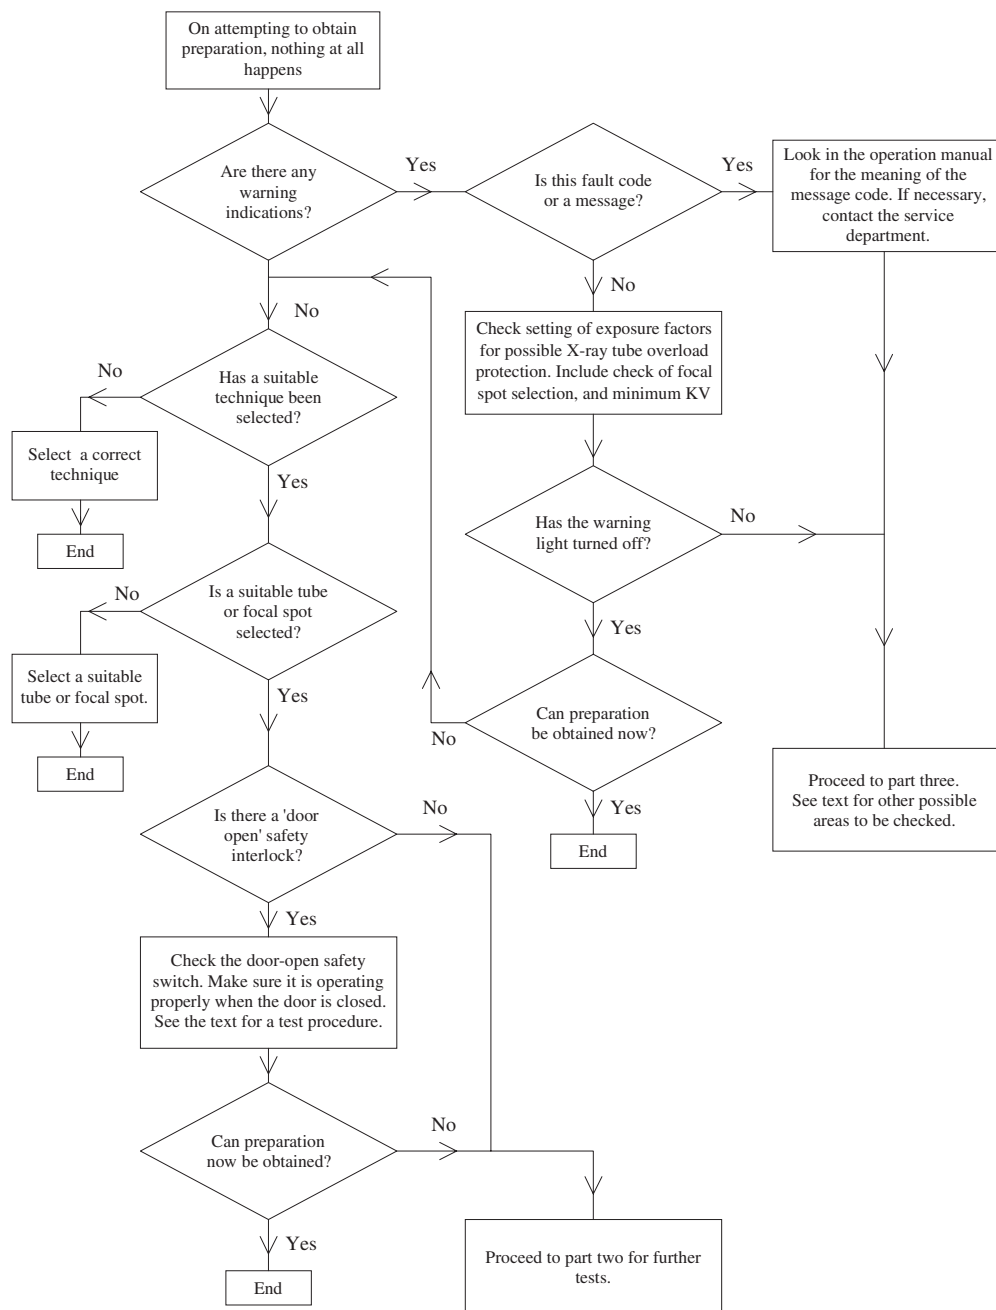 On attempting to obtain
preparation, nothing at all
happens
Are there any
warning
indications?
Yes
Is this fault code
or a message?
Yes
Look in the operation manual
for the meaning of the
message code. If necessary,
contact the service
department.
No
No
Check setting of exposure factors
for possible X-ray tube overload
protection. Include check of focal
spot selection, and minimum KV
Has a suitable
technique been
selected?
No
Select a correct
technique
End
Yes
Has the warning
light turned off?
No
Yes
Is a suitable tube
or focal spot
selected?
No
Select a suitable
tube or focal spot.
End
Yes
Can preparation
be obtained now?
No
Yes
End
Proceed to part three.
See text for other possible
areas to be checked.
Is there a 'door
open' safety
interlock?
No
Yes
Check the door-open safety
switch. Make sure it is operating
properly when the door is closed.
See the text for a test procedure.
Can preparation
now be obtained?
No
Yes
End
Proceed to part two for further
tests.